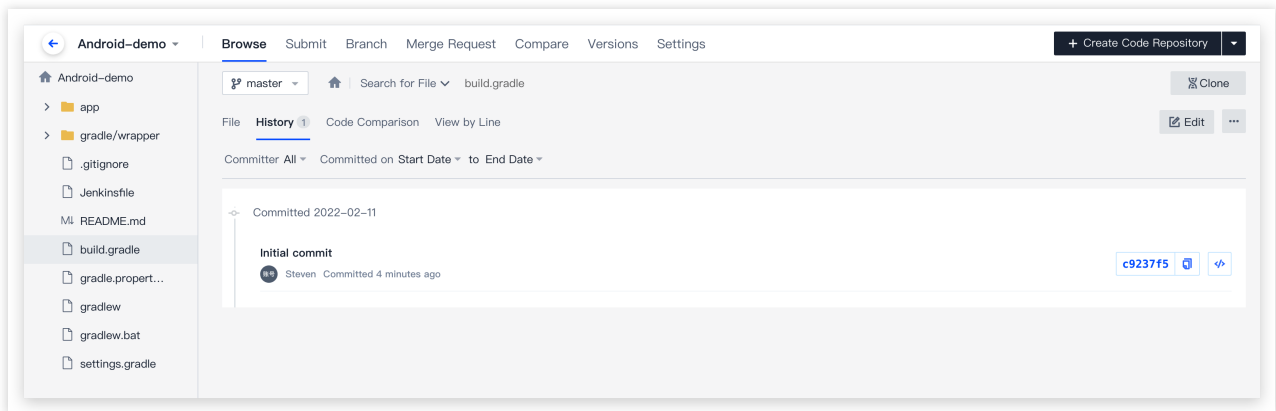 Android-demo Browse Submit Branch Merge Request Compare Versions Settings + Create Code Repository
Android-demo master Search for File build.gradle Clone
app
File History 1 Code Comparison View by Line Edit ...
gradle/wrapper
.gitignore
Committer All Committed on Start Date to End Date
Jenkinsfile
M↓ README.md
Committed 2022-02-11
build.gradle
Initial commit
账号 Steven Committed 4 minutes ago
c9237f5 </>
gradle.propert...
gradlew
gradlew.bat
settings.gradle